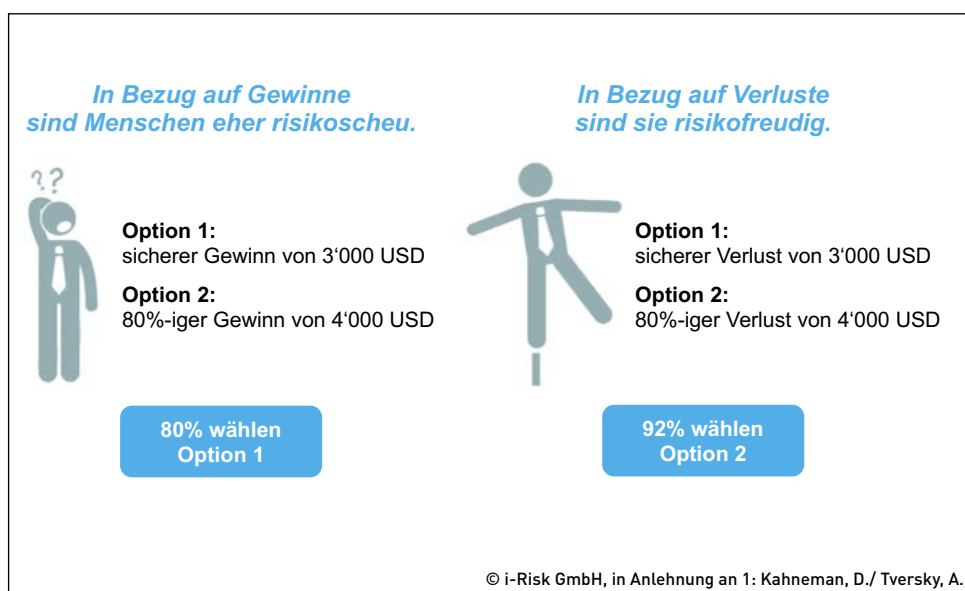 In Bezug auf Gewinne
sind Menschen eher risikoscheu.
??
Option 1:
sicherer Gewinn von 3‘000 USD
Option 2:
80%-iger Gewinn von 4‘000 USD
80% wählen
Option 1
In Bezug auf Verluste
sind sie risikofreudig.
Option 1:
sicherer Verlust von 3‘000 USD
Option 2:
80%-iger Verlust von 4‘000 USD
92% wählen
Option 2
© i-Risk GmbH, in Anlehnung an 1: Kahneman, D./ Tversky, A.